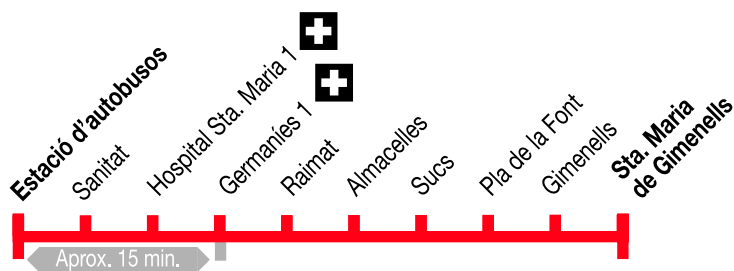 Estació d'autobusos
Sanitat
Hospital Sta. Maria 1
Germaníes 1
Raimat
Almacelles
Sucs
Pla de la Font
Gimenells
Sta. Maria
de Gimenells
Aprox. 15 min.